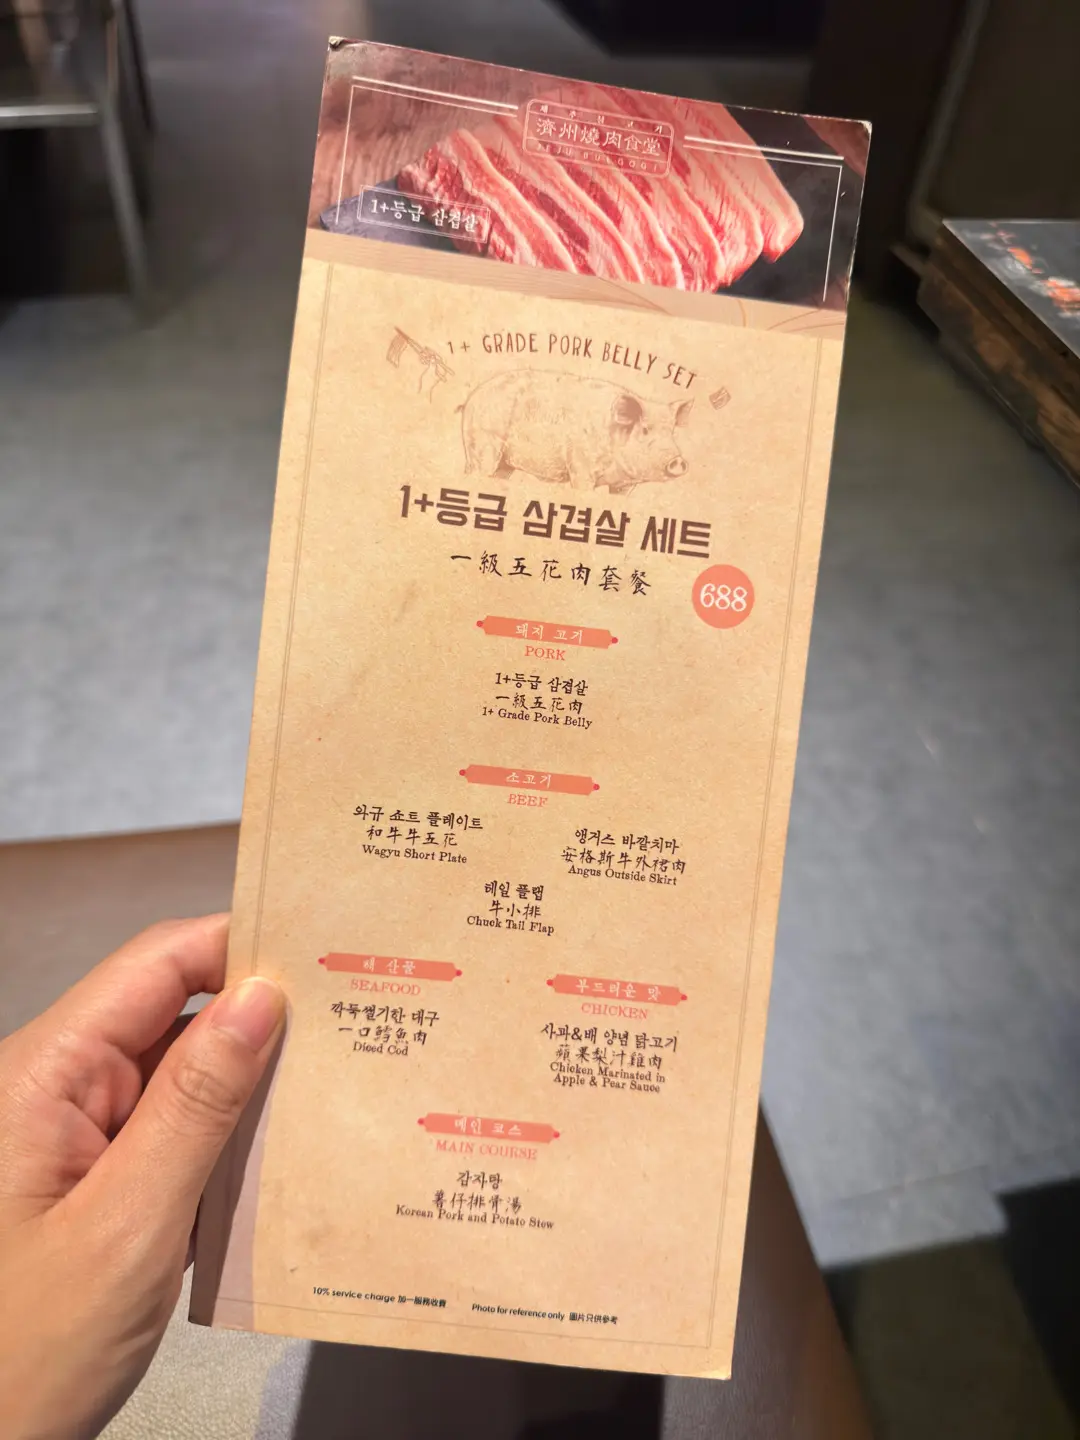 제주살고기
濟州燒肉食堂
JEJU BULGOGI
1+등급 삼겹살
1+ GRADE PORK BELLY SET
1+등급 삼겹살 세트
一級五花肉套餐
688
돼지 고기
PORK
1+등급 삼겹살
一級五花肉
1+ Grade Pork Belly
소고기
BEEF
와규 쇼트 플레이트
和牛牛五花
Wagyu Short Plate
앵거스 바깥치마
安格斯牛外裙肉
Angus Outside Skirt
테일 플랩
牛小排
Chuck Tail Flap
해산물
SEAFOOD
깍둑썰기한 대구
一口鱈魚肉
Diced Cod
부드러운 맛
CHICKEN
사과&배 양념 닭고기
蘋果梨汁雞肉
Chicken Marinated in
Apple & Pear Sauce
메인 코스
MAIN COURSE
감자탕
薯仔排骨湯
Korean Pork and Potato Stew
10% service charge 加一服務收費
Photo for reference only 圖片只供參考